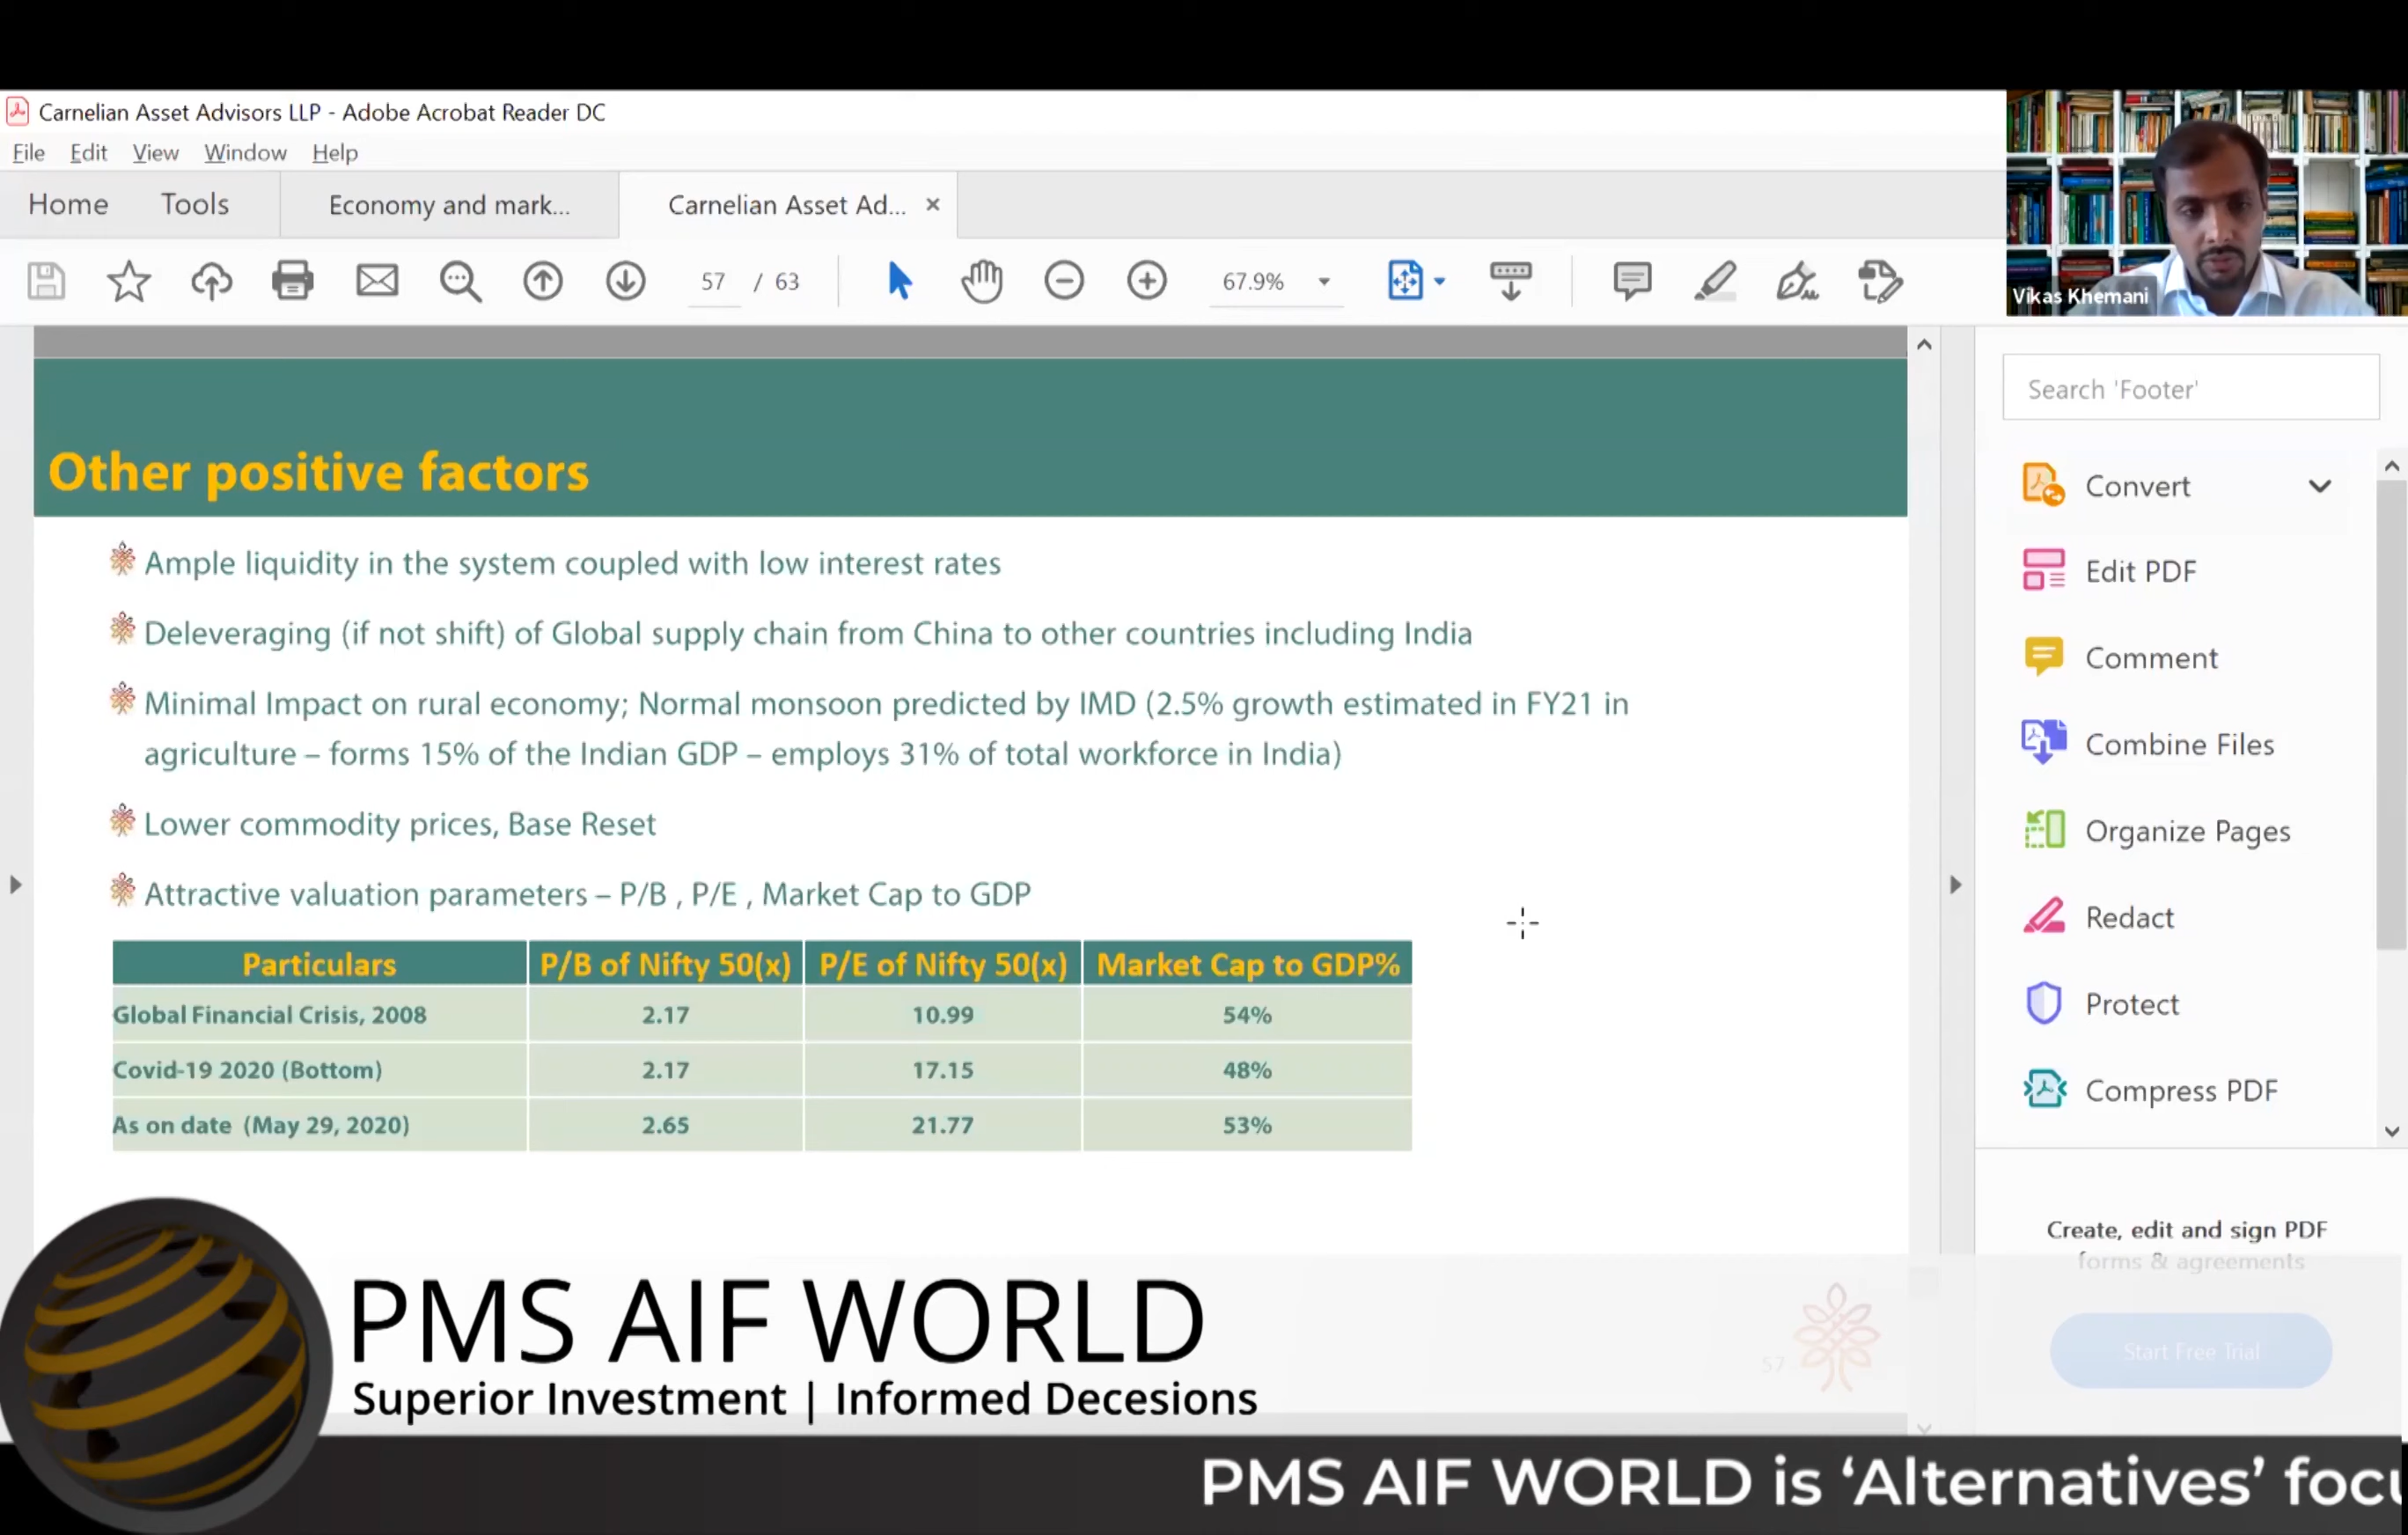 Carnelian Asset Advisors LLP - Adobe Acrobat Reader DC
File Edit View Window Help
Home Tools Economy and mark... Carnelian Asset Ad... ×
57 / 63 67.9%
Vikas Khemani
Search 'Footer'
Other positive factors
Ample liquidity in the system coupled with low interest rates
Deleveraging (if not shift) of Global supply chain from China to other countries including India
Minimal Impact on rural economy; Normal monsoon predicted by IMD (2.5% growth estimated in FY21 in
agriculture – forms 15% of the Indian GDP – employs 31% of total workforce in India)
Lower commodity prices, Base Reset
Attractive valuation parameters – P/B , P/E , Market Cap to GDP
Particulars P/B of Nifty 50(x) P/E of Nifty 50(x) Market Cap to GDP%
Global Financial Crisis, 2008 2.17 10.99 54%
Covid-19 2020 (Bottom) 2.17 17.15 48%
As on date (May 29, 2020) 2.65 21.77 53%
57
Convert
Edit PDF
Comment
Combine Files
Organize Pages
Redact
Protect
Compress PDF
Create, edit and sign PDF
forms & agreements
Start Free Trial
PMS AIF WORLD
Superior Investment | Informed Decesions
PMS AIF WORLD is ‘Alternatives’ focu